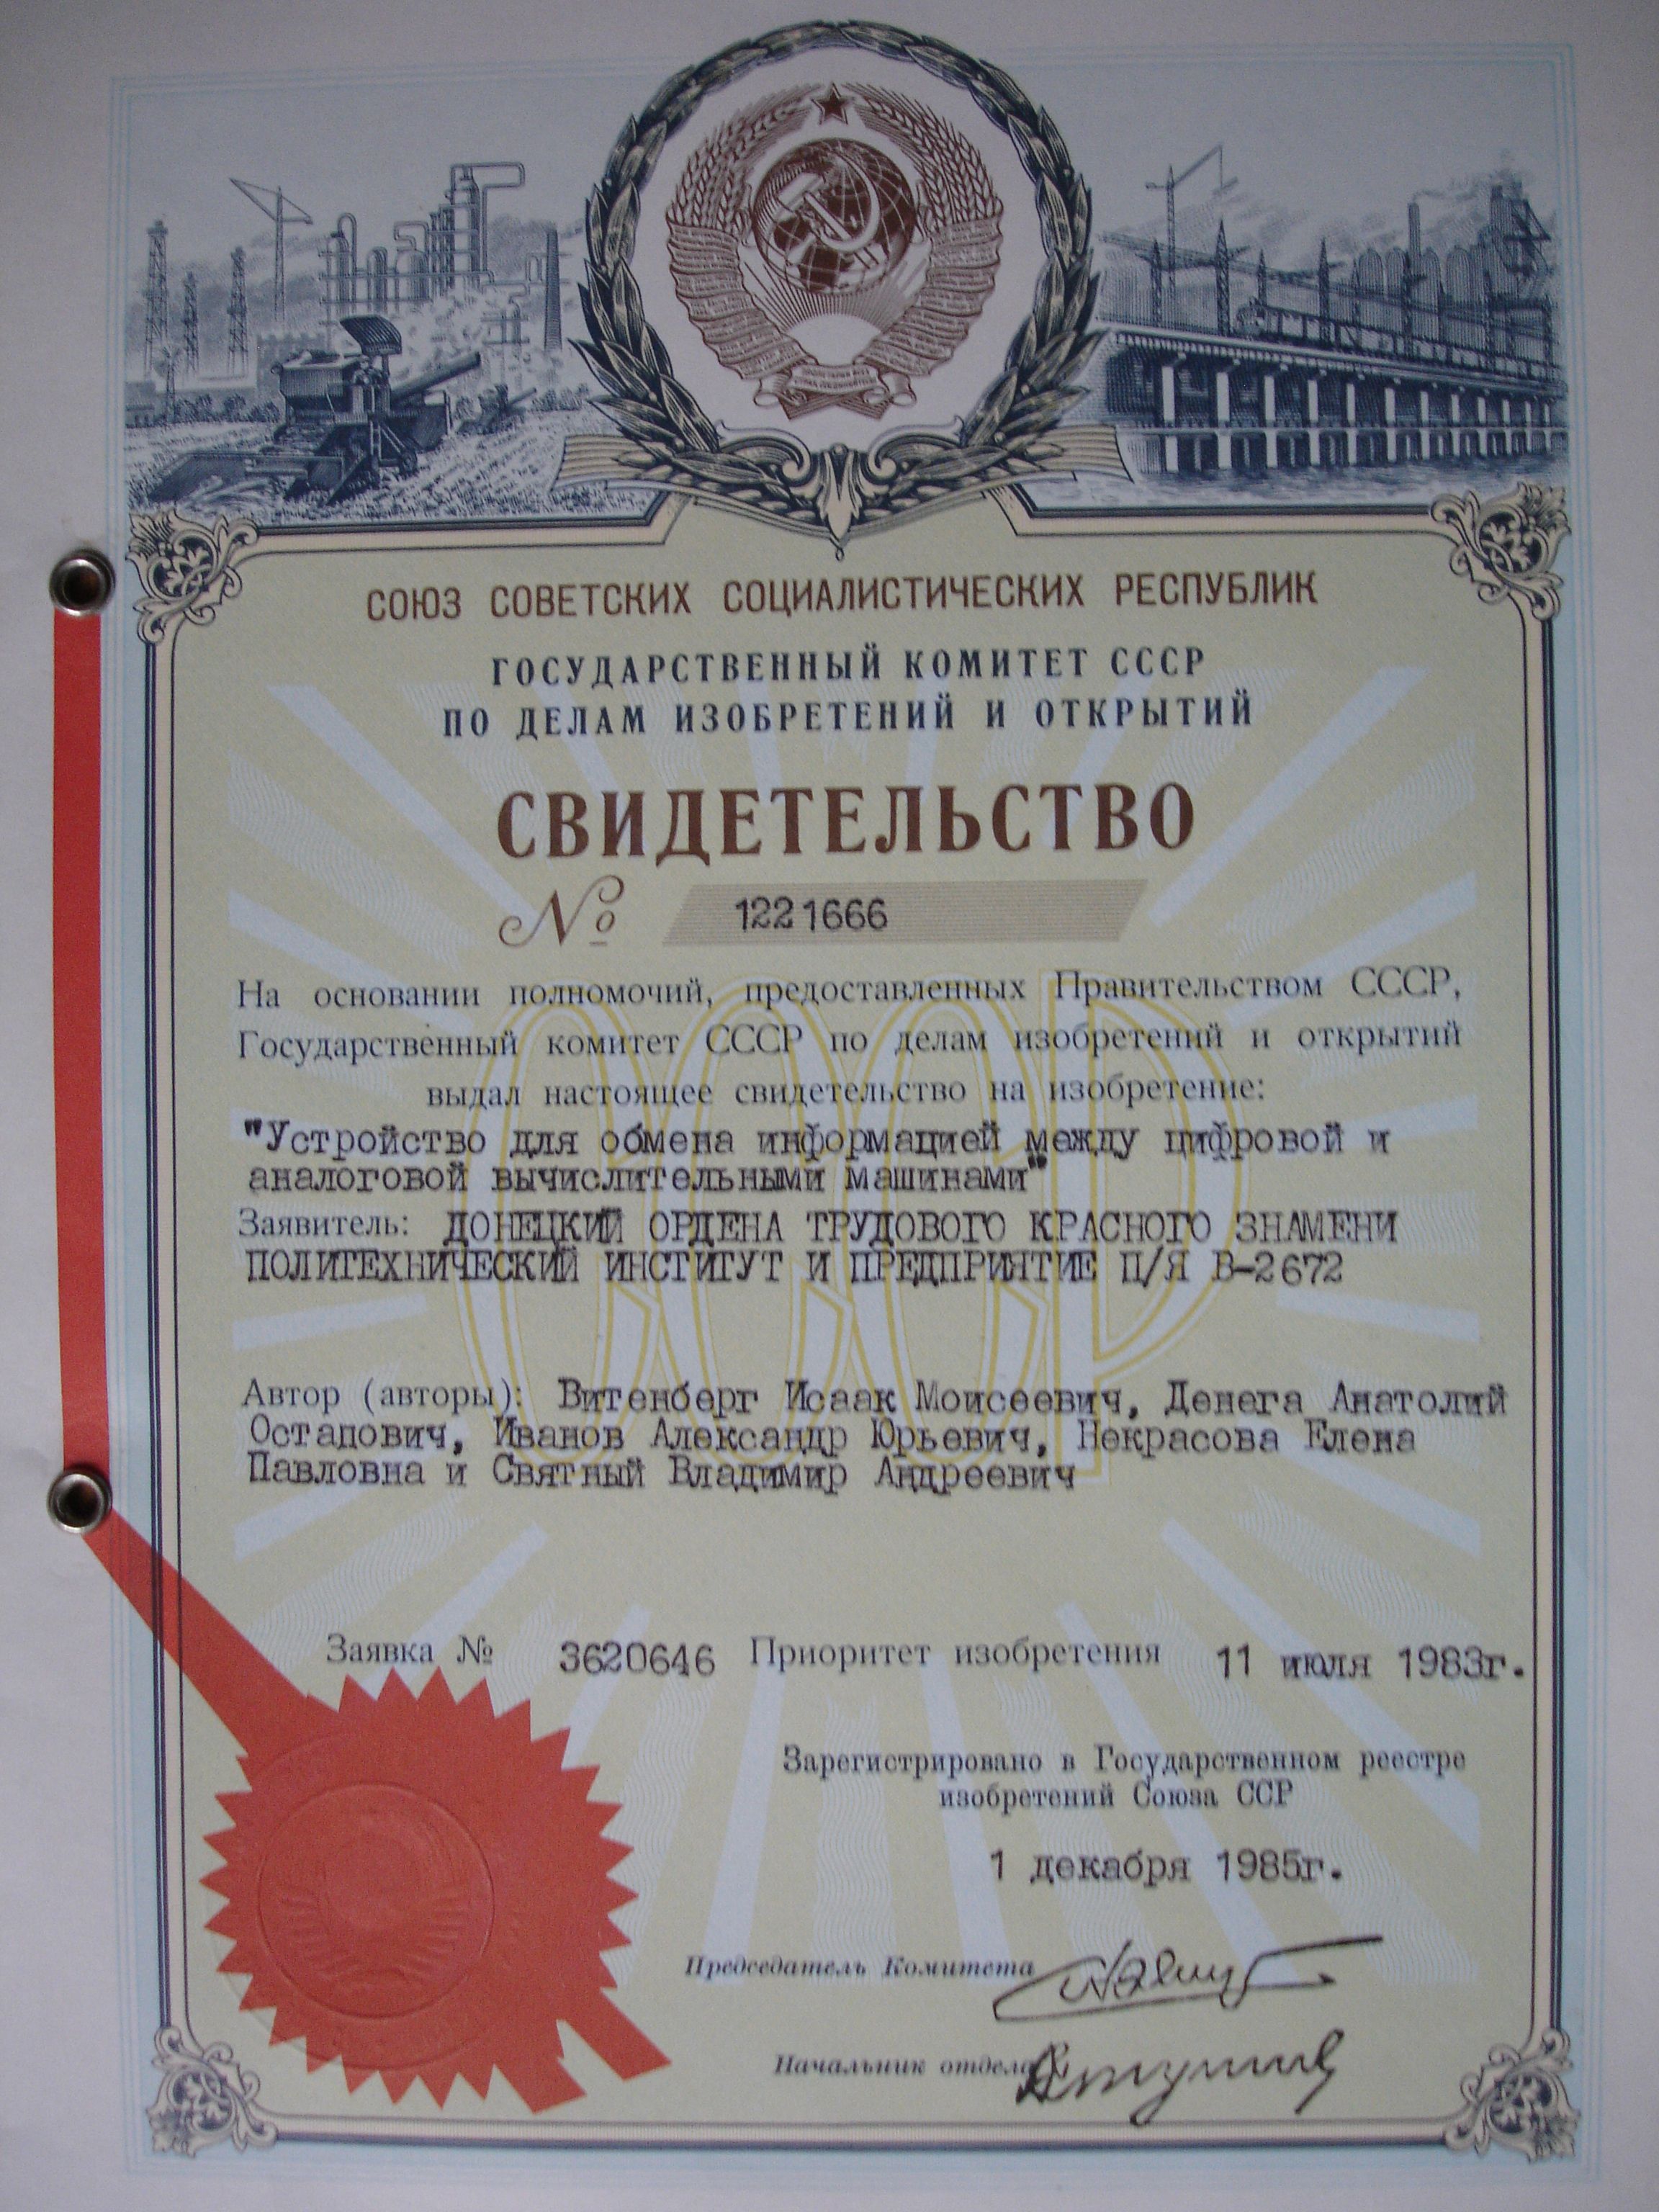 СОЮЗ СОВЕТСКИХ СОЦИАЛИСТИЧЕСКИХ РЕСПУБЛИК
ГОСУДАРСТВЕННЫЙ КОМИТЕТ СССР
ПО ДЕЛАМ ИЗОБРЕТЕНИЙ И ОТКРЫТИЙ
СВИДЕТЕЛЬСТВО
№ 1221666
На основании полномочий, предоставленных Правительством СССР,
Государственный комитет СССР по делам изобретений и открытий
выдал настоящее свидетельство на изобретение:
"Устройство для обмена информацией между цифровой и
аналоговой вычислительными машинами"
Заявитель: ДОНЕЦКИЙ ОРДЕНА ТРУДОВОГО КРАСНОГО ЗНАМЕНИ
ПОЛИТЕХНИЧЕСКИЙ ИНСТИТУТ И ПРЕДПРИЯТИЕ П/Я В-2672
Автор (авторы): Витенберг Исаак Моисеевич, Денега Анатолий
Остапович, Иванов Александр Юрьевич, Некрасова Елена
Павловна и Святный Владимир Андреевич
Заявка № 3620646 Приоритет изобретения 11 июля 1983г.
Зарегистрировано в Государственном реестре
изобретений Союза ССР
1 декабря 1985г.
Председатель Комитета
Начальник отдела
СССР